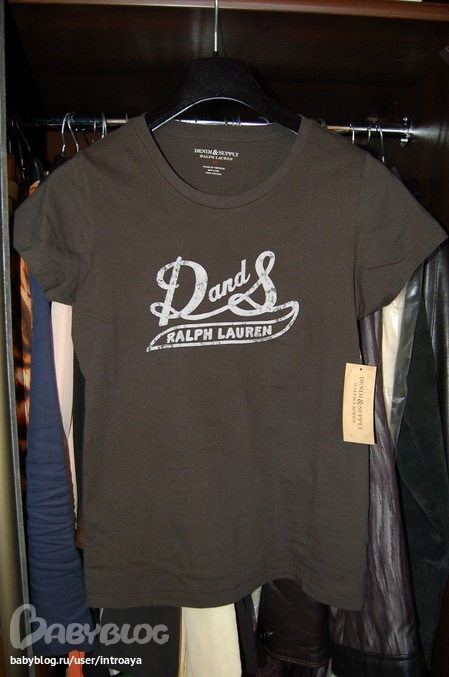 DENIM&SUPPLY
RALPH LAUREN
D and S
RALPH LAUREN
DENIM&SUPPLY
RALPH LAUREN
BABYBLOG
babyblog.ru/user/introaya